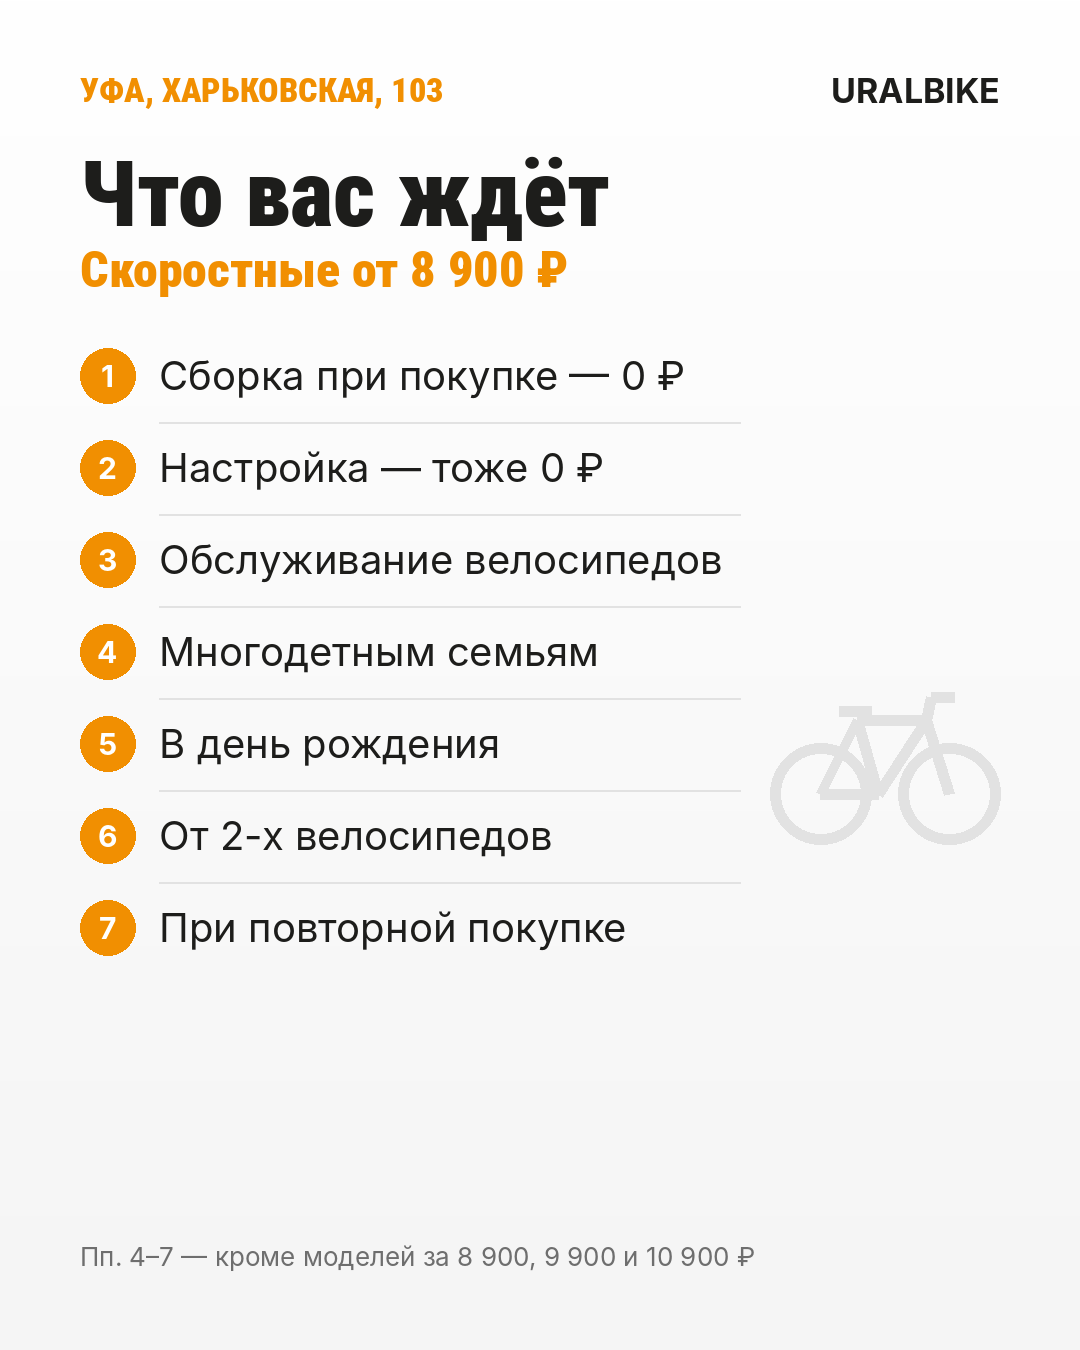 УФА, ХАРЬКОВСКАЯ, 103
URALBIKE
Что вас ждёт
Скоростные от 8 900 ₽
1 Сборка при покупке — 0 ₽
2 Настройка — тоже 0 ₽
3 Обслуживание велосипедов
4 Многодетным семьям
5 В день рождения
6 От 2-х велосипедов
7 При повторной покупке
Пп. 4–7 — кроме моделей за 8 900, 9 900 и 10 900 ₽